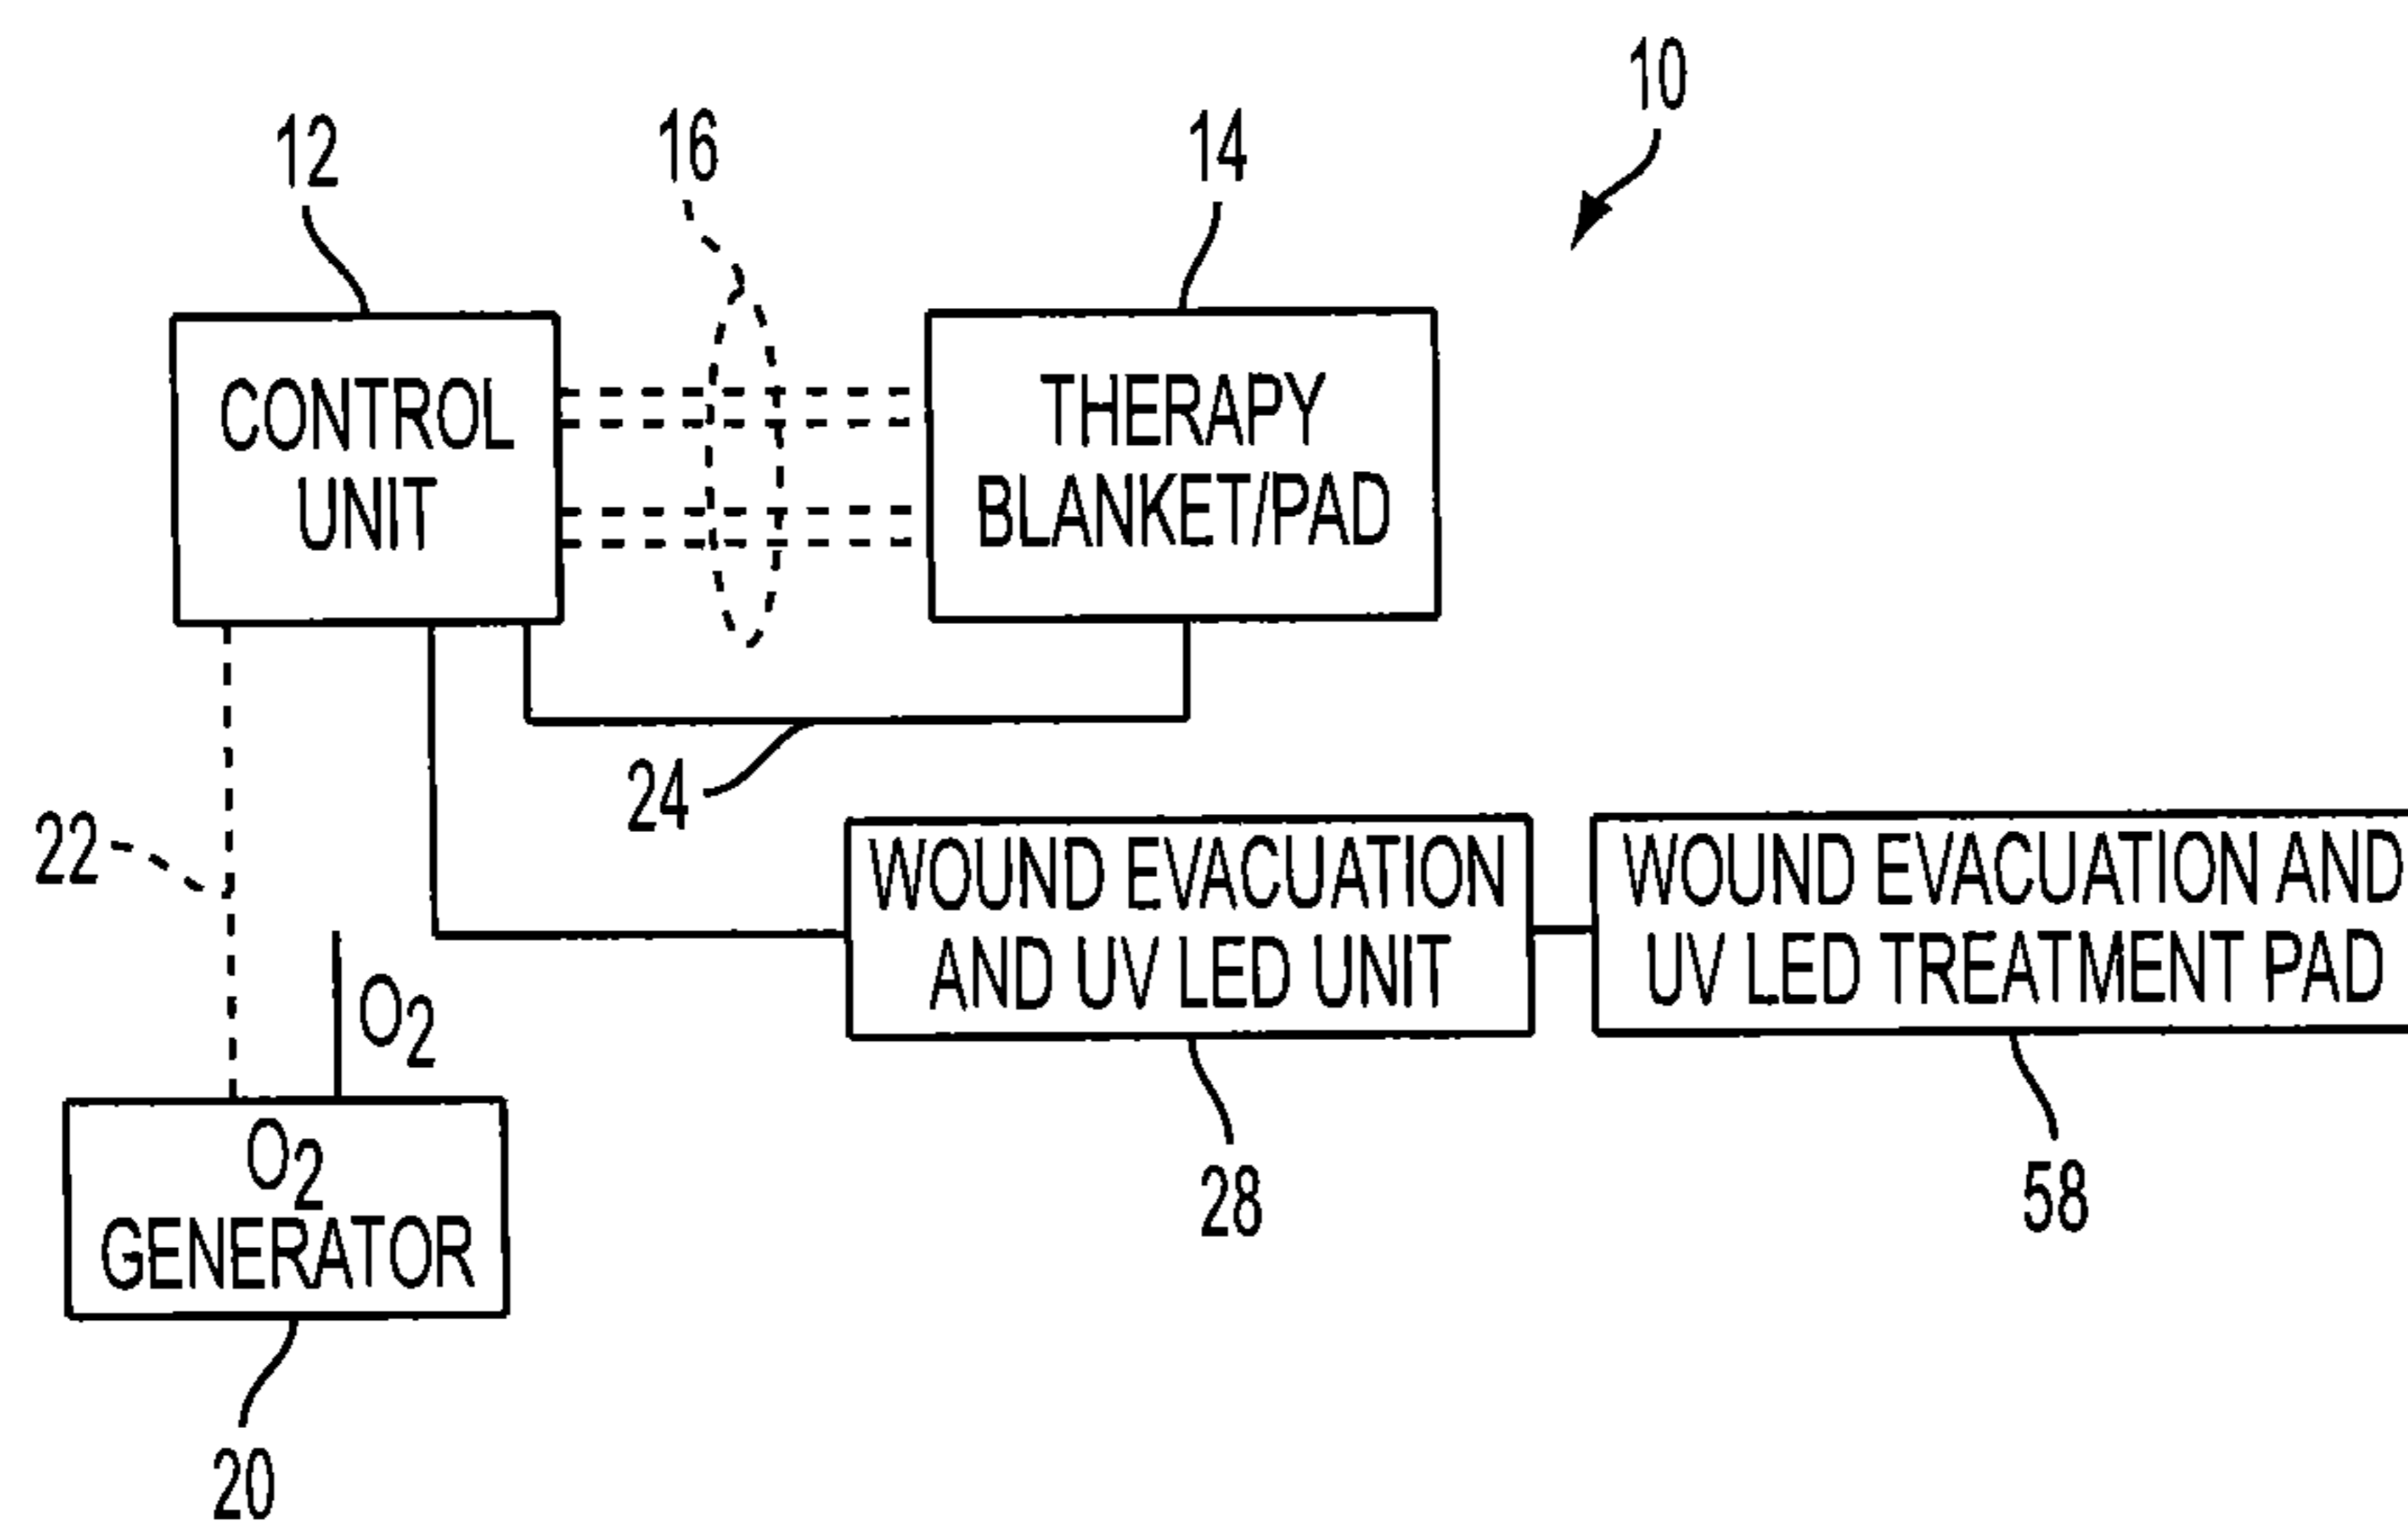 10
12
16
14
CONTROL
UNIT
THERAPY
BLANKET/PAD
24
22
WOUND EVACUATION
AND UV LED UNIT
WOUND EVACUATION AND
UV LED TREATMENT PAD
O2
O2
GENERATOR
28
58
20